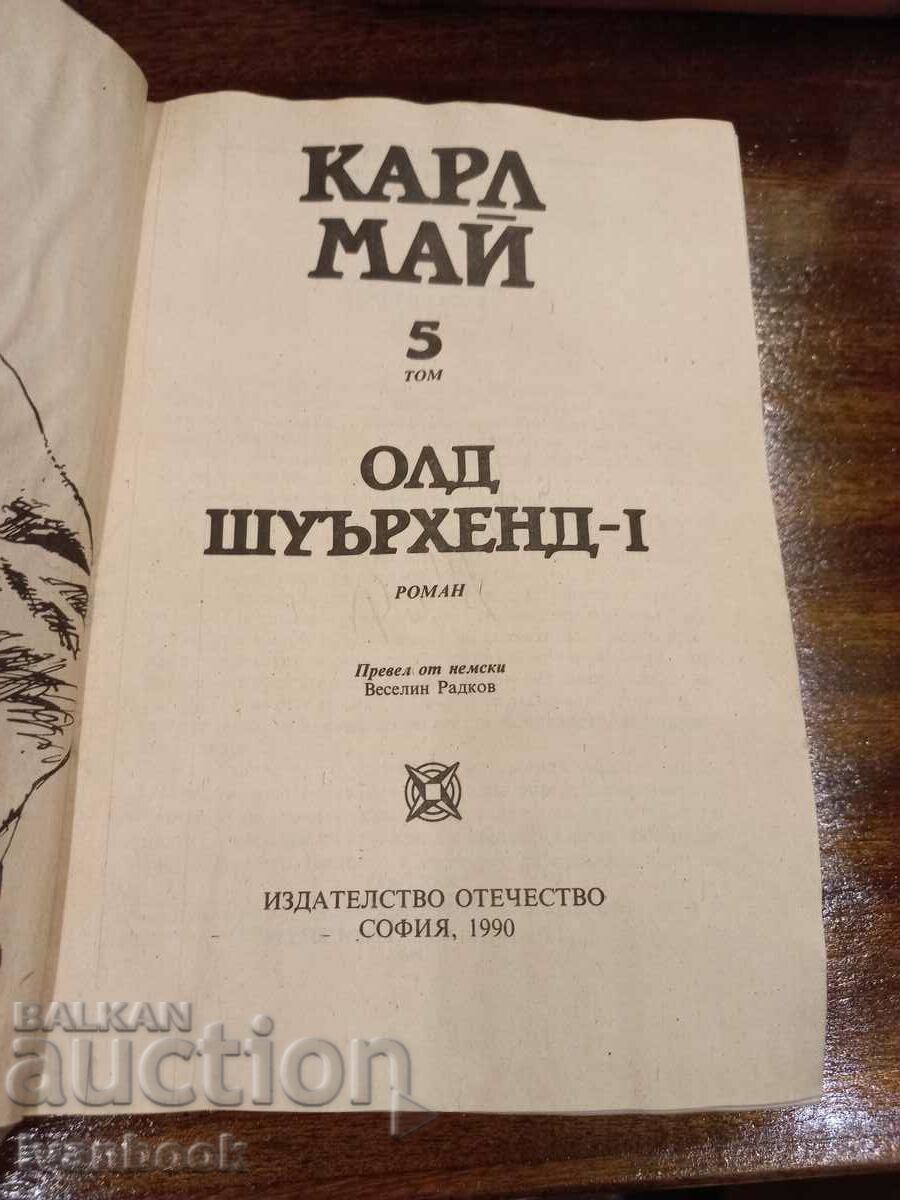 КАРЛ
МАЙ
5
ТОМ
ОЛД
ШУЪРХЕНД-I
РОМАН
Превел от немски
Веселин Радков
ИЗДАТЕЛСТВО ОТЕЧЕСТВО
СОФИЯ, 1990
BALKAN
auction
Ivanbook